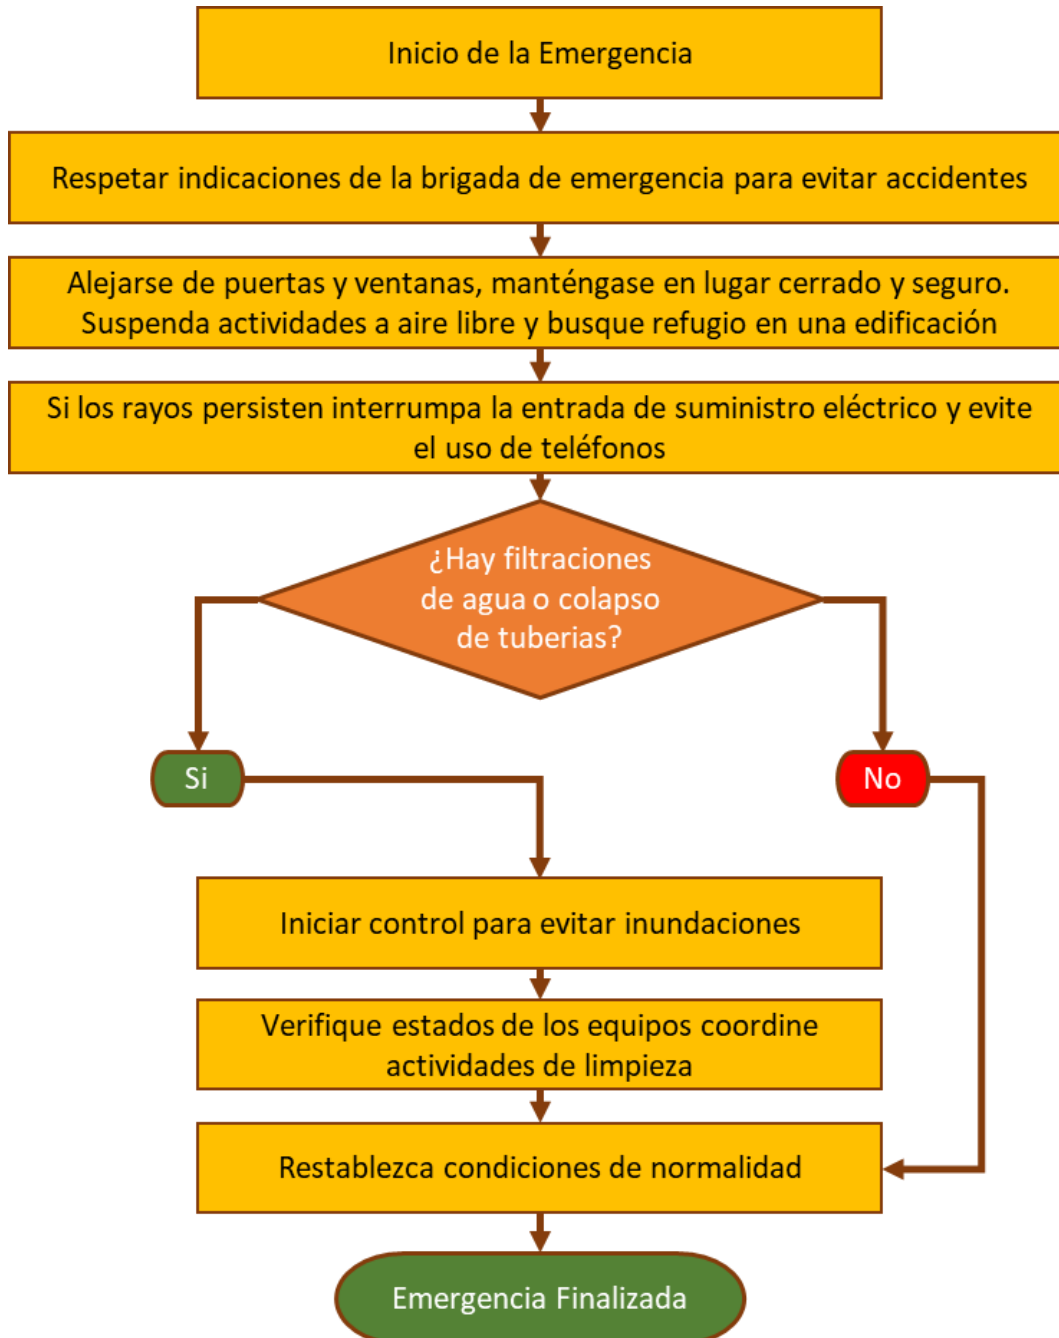 Inicio de la Emergencia
Respetar indicaciones de la brigada de emergencia para evitar accidentes
Alejarse de puertas y ventanas, manténgase en lugar cerrado y seguro.
Suspenda actividades a aire libre y busque refugio en una edificación
Si los rayos persisten interrumpa la entrada de suministro eléctrico y evite
el uso de teléfonos
¿Hay filtraciones
de agua o colapso
de tuberias?
Si
No
Iniciar control para evitar inundaciones
Verifique estados de los equipos coordine
actividades de limpieza
Restablezca condiciones de normalidad
Emergencia Finalizada